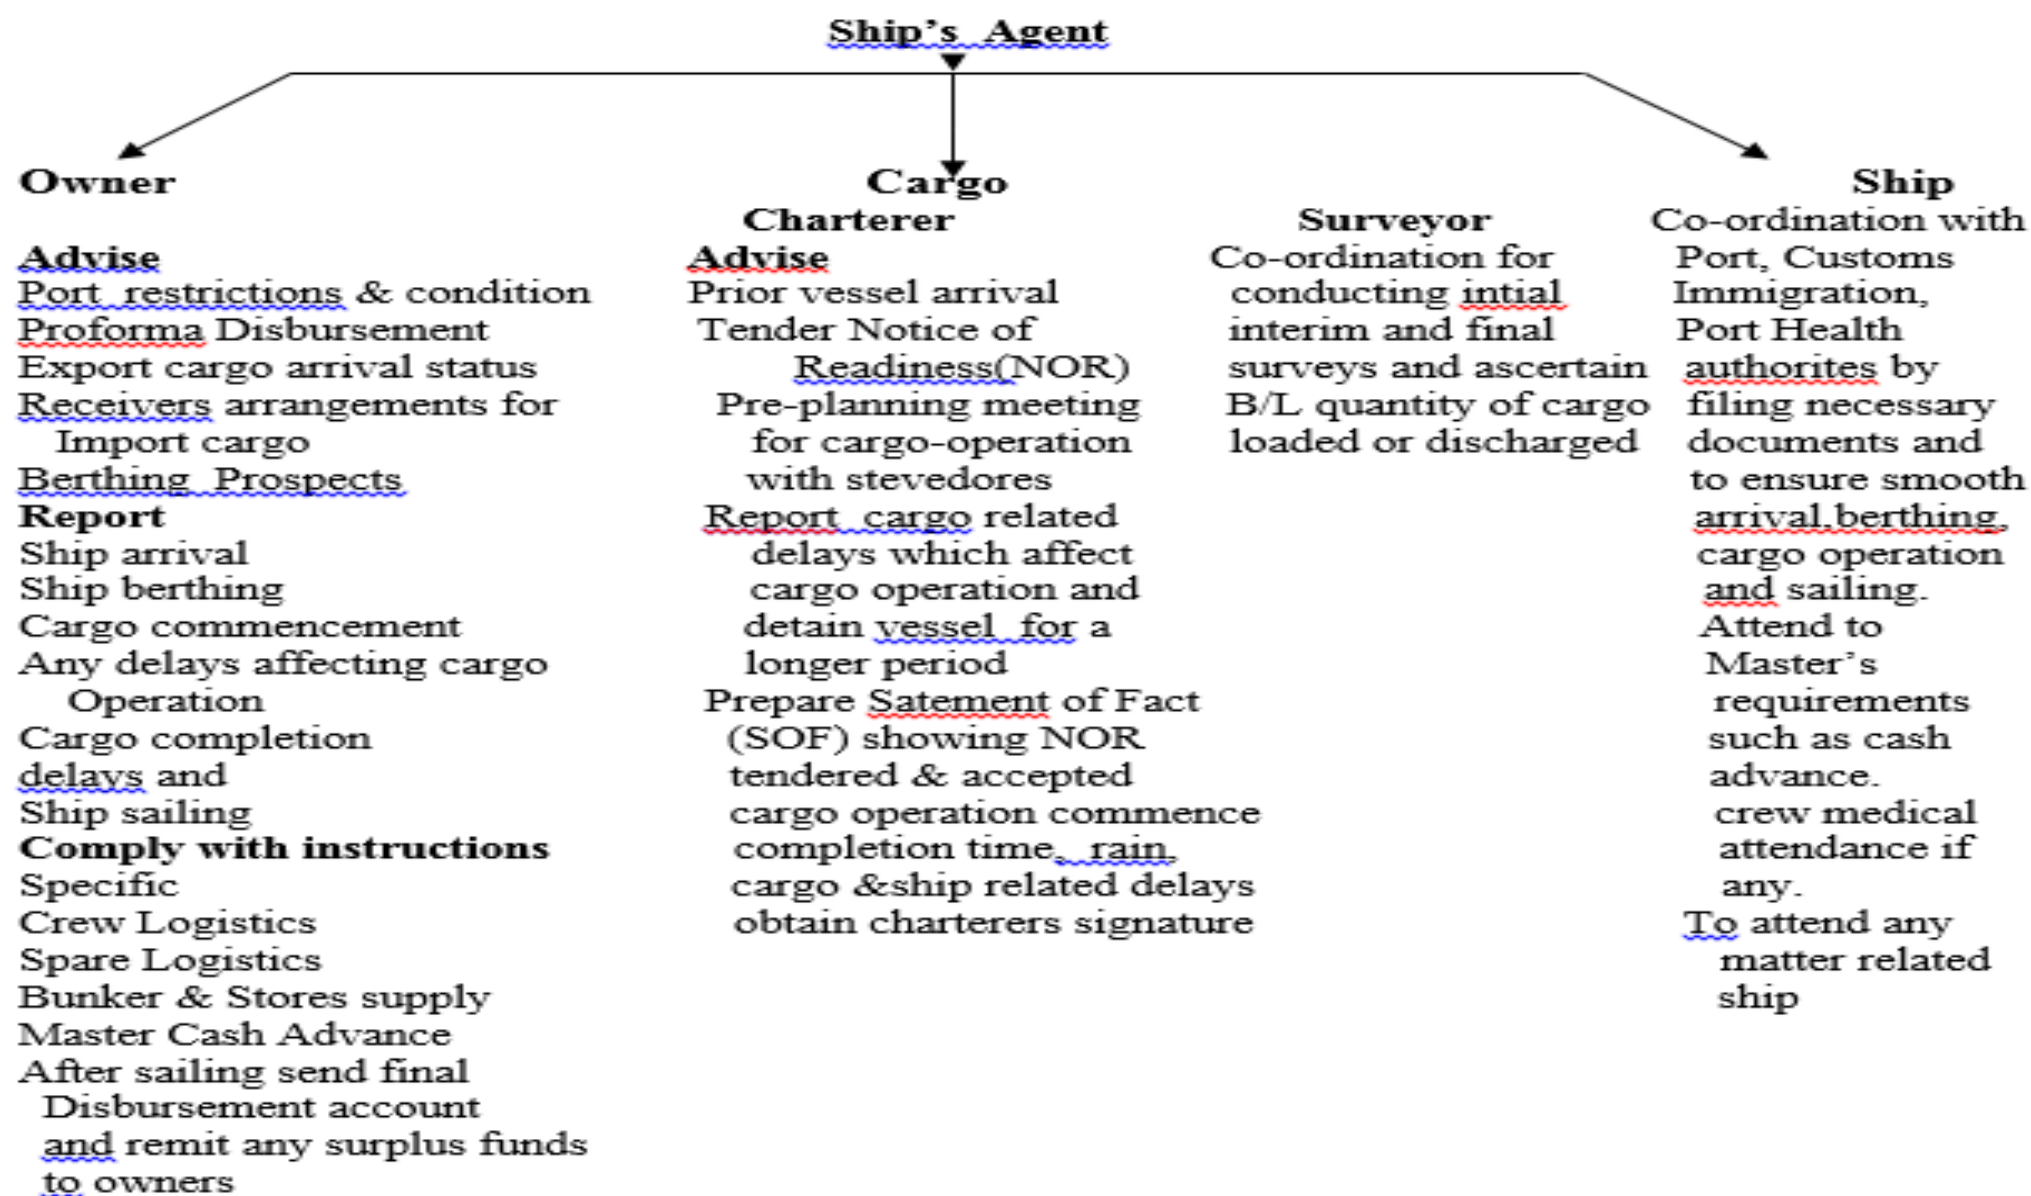 Ship's Agent
Owner
Advise
Port restrictions & condition
Proforma Disbursement
Export cargo arrival status
Receivers arrangements for
Import cargo
Berthing Prospects
Report
Ship arrival
Ship berthing
Cargo commencement
Any delays affecting cargo
Operation
Cargo completion
delays and
Ship sailing
Comply with instructions
Specific
Crew Logistics
Spare Logistics
Bunker & Stores supply
Master Cash Advance
After sailing send final
Disbursement account
and remit any surplus funds
to owners
Cargo
Charterer
Advise
Prior vessel arrival
Tender Notice of
Readiness(NOR)
Pre-planning meeting
for cargo-operation
with stevedores
Report cargo related
delays which affect
cargo operation and
detain vessel for a
longer period
Prepare Satement of Fact
(SOF) showing NOR
tendered & accepted
cargo operation commence
completion time, rain,
cargo &ship related delays
obtain charterers signature
Surveyor
Co-ordination for
conducting intial
interim and final
surveys and ascertain
B/L quantity of cargo
loaded or discharged
Ship
Co-ordination with
Port, Customs
Immigration,
Port Health
authorites by
filing necessary
documents and
to ensure smooth
arrival.berthing,
cargo operation
and sailing.
Attend to
Master's
requirements
such as cash
advance.
crew medical
attendance if
any.
To attend any
matter related
ship